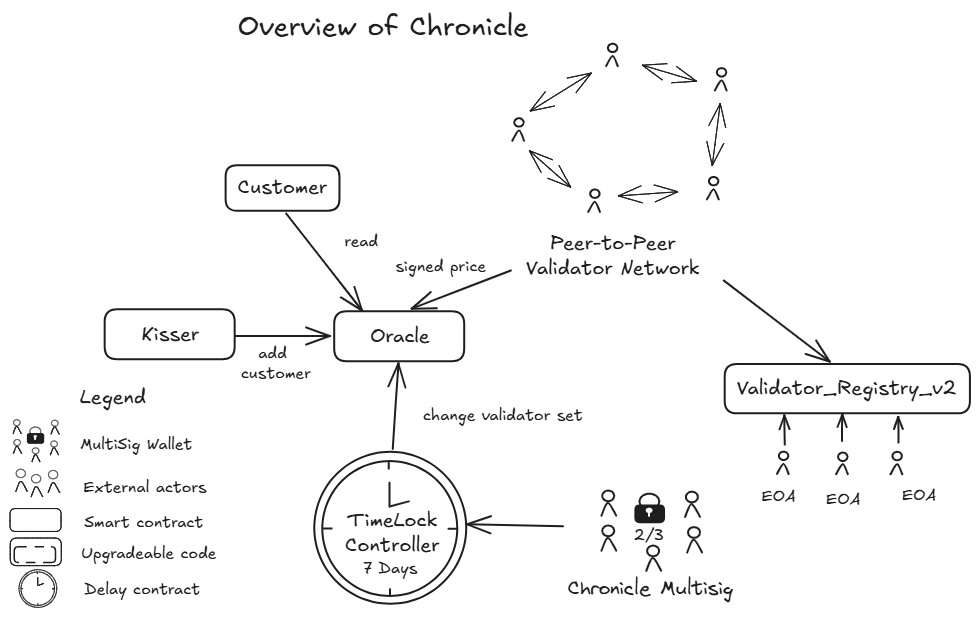 Overview of Chronicle
Customer
read
signed price
Peer-to-Peer
Validator Network
Kisser
add
customer
Oracle
Validator_Registry_v2
change validator set
EOA
EOA
EOA
TimeLock
Controller
7 Days
2/3
Chronicle Multisig
Legend
MultiSig Wallet
External actors
Smart contract
Upgradeable code
Delay contract